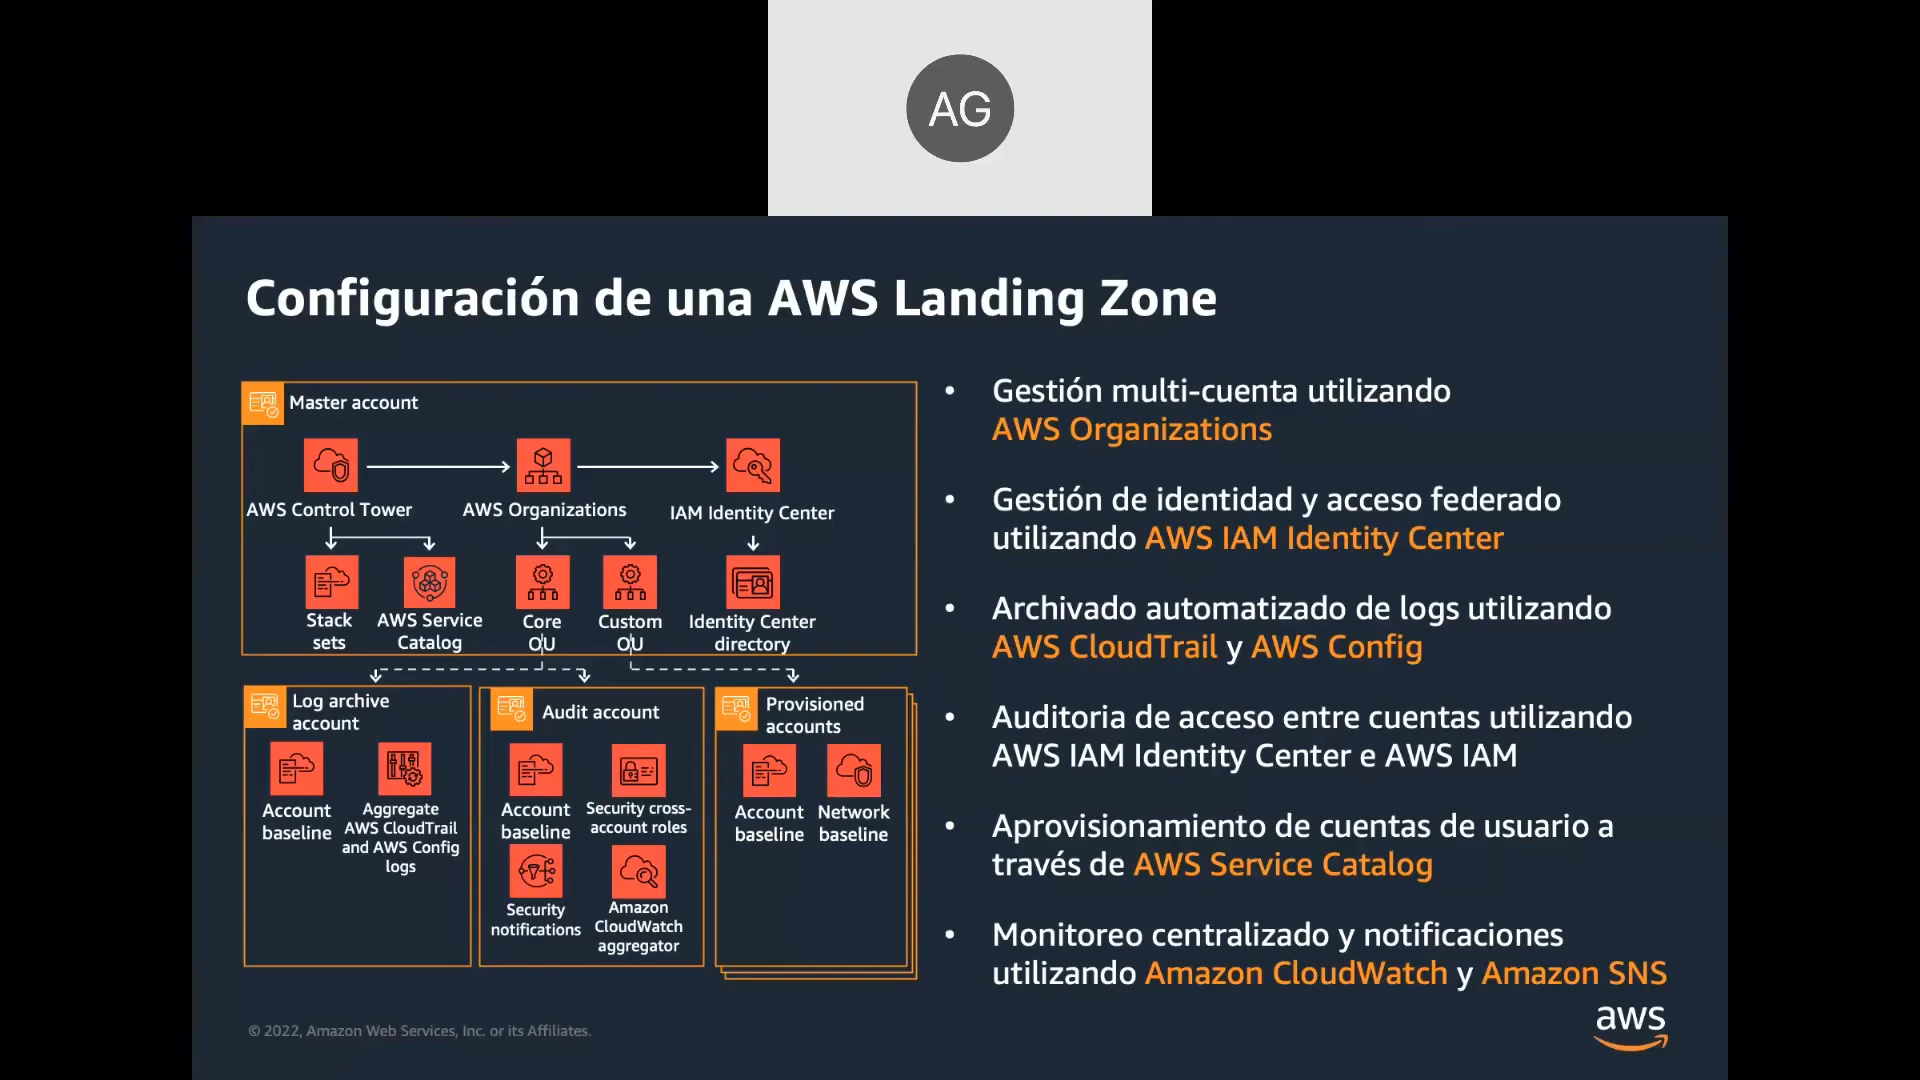 AG
Configuración de una AWS Landing Zone
Master account
AWS Control Tower
AWS Organizations
IAM Identity Center
Stack
sets
AWS Service
Catalog
Core
OU
Custom
OU
Identity Center
directory
Log archive
account
Account
baseline
Aggregate
AWS CloudTrail
and AWS Config
logs
Audit account
Account
baseline
Security cross-
account roles
Security
notifications
Amazon
CloudWatch
aggregator
Provisioned
accounts
Account
baseline
Network
baseline
• Gestión multi-cuenta utilizando
AWS Organizations
• Gestión de identidad y acceso federado
utilizando AWS IAM Identity Center
• Archivado automatizado de logs utilizando
AWS CloudTrail y AWS Config
• Auditoria de acceso entre cuentas utilizando
AWS IAM Identity Center e AWS IAM
• Aprovisionamiento de cuentas de usuario a
través de AWS Service Catalog
• Monitoreo centralizado y notificaciones
utilizando Amazon CloudWatch y Amazon SNS
© 2022, Amazon Web Services, Inc. or its Affiliates.
aws